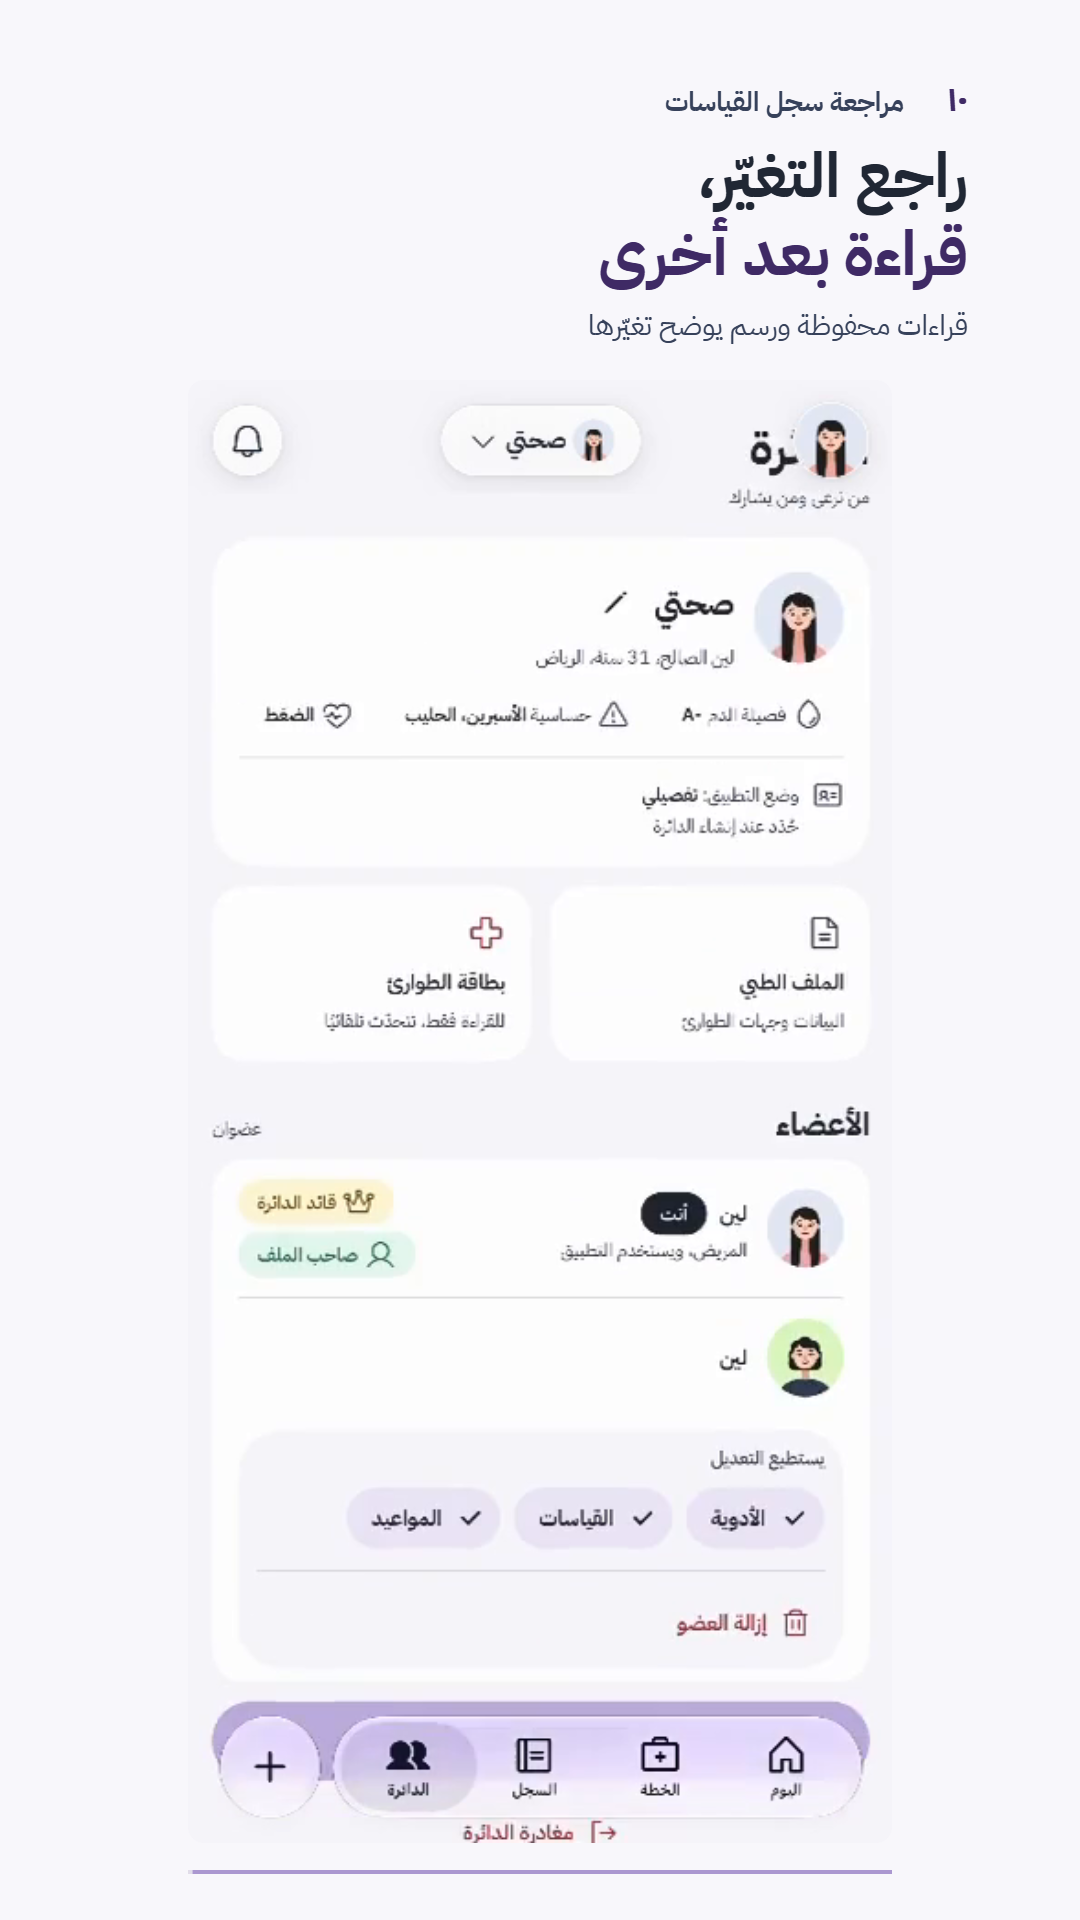 ١٠ مراجعة سجل القياسات
راجع التغيّر،
قراءة بعد أخرى
قراءات محفوظة ورسم يوضح تغيّرها
صحتي
من نرعى ومن يشارك
صحتي
لين الصالح، 31 سنة، الرياض
فصيلة الدم A-
حساسية الأسبرين، الحليب
الضغط
وضع التطبيق: تفصيلي
حُدّد عند إنشاء الدائرة
الملف الطبي
البيانات وجهات الطوارئ
بطاقة الطوارئ
للقراءة فقط، تتحدّث تلقائيًا
الأعضاء
عضوان
لين أنت
المريض، ويستخدم التطبيق
قائد الدائرة
صاحب الملف
لين
يستطيع التعديل
الأدوية
القياسات
المواعيد
إزالة العضو
اليوم
الخطة
السجل
الدائرة
مغادرة الدائرة